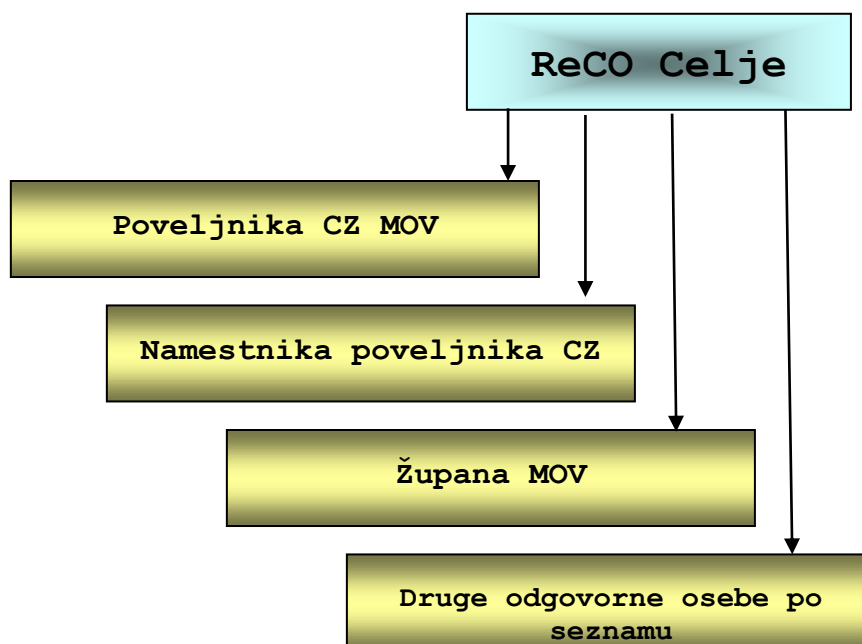 ReCO Celje
Poveljnika CZ MOV
Namestnika poveljnika CZ
Župana MOV
Druge odgovorne osebe po
seznamu